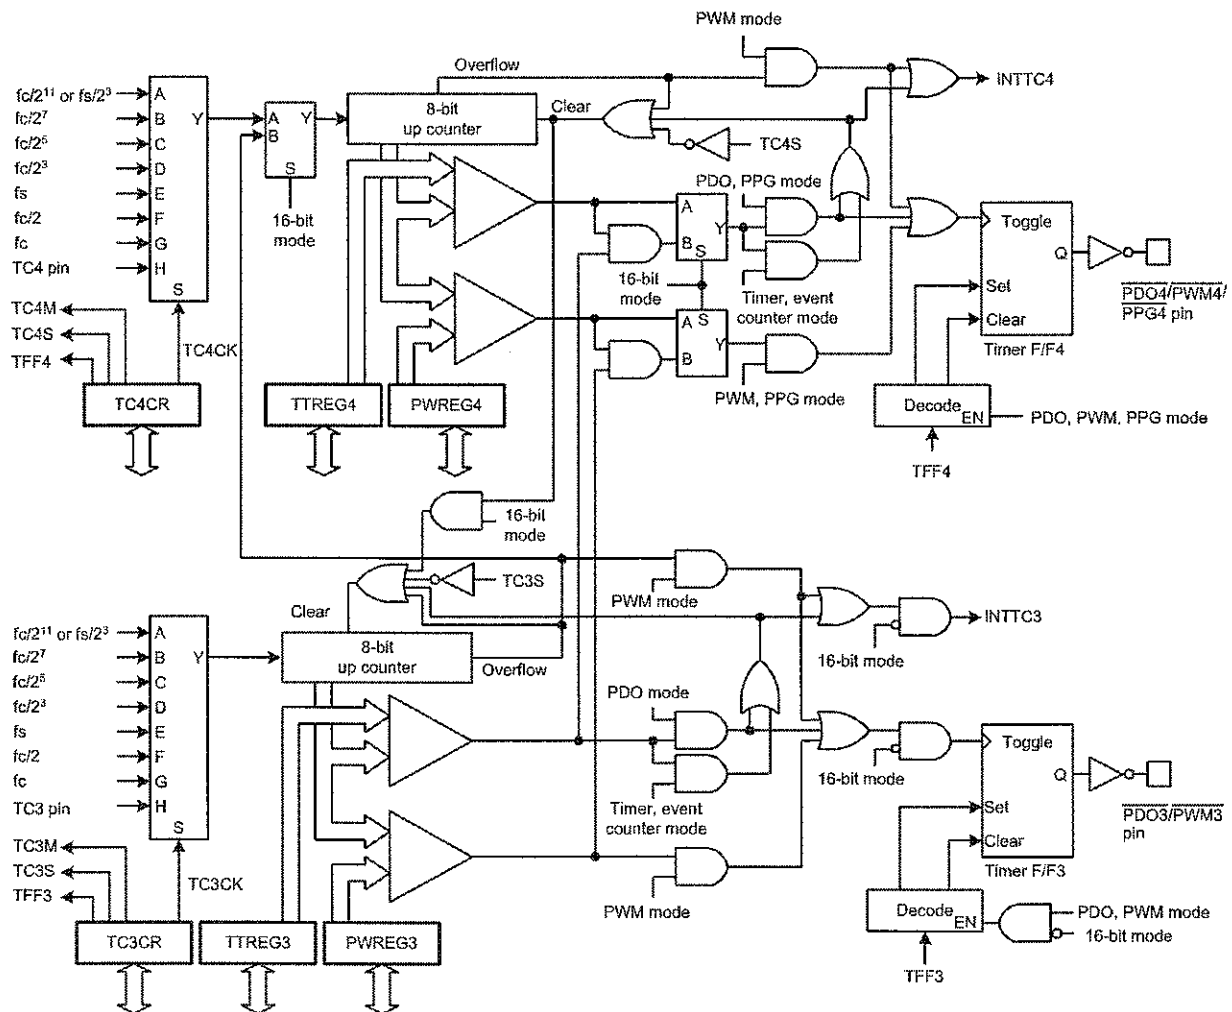 PWM mode
Overflow
INTTC4
fc/2¹¹ or fs/2³
fc/2⁷
fc/2⁵
fc/2³
fs
fc/2
fc
TC4 pin
A
B
C
D
E
F
G
H
Y
S
A
B
Y
S
16-bit
mode
8-bit
up counter
Clear
TC4S
PDO, PPG mode
A
B
Y
S
16-bit
mode
Timer, event
counter mode
S
A
B
Y
PWM, PPG mode
Toggle
Q
Set
Clear
Timer F/F4
PDO4/PWM4/
PPG4 pin
TC4M
TC4S
TFF4
TC4CK
TC4CR
TTREG4
PWREG4
Decode
EN
PDO, PWM, PPG mode
TFF4
16-bit
mode
TC3S
PWM mode
Clear
INTTC3
16-bit mode
fc/2¹¹ or fs/2³
fc/2⁷
fc/2⁵
fc/2³
fs
fc/2
fc
TC3 pin
A
B
C
D
E
F
G
H
Y
S
8-bit
up counter
Overflow
PDO mode
16-bit mode
Timer, event
counter mode
PWM mode
Toggle
Q
Set
Clear
Timer F/F3
PDO3/PWM3
pin
TC3M
TC3S
TFF3
TC3CK
TC3CR
TTREG3
PWREG3
Decode
EN
PDO, PWM mode
16-bit mode
TFF3